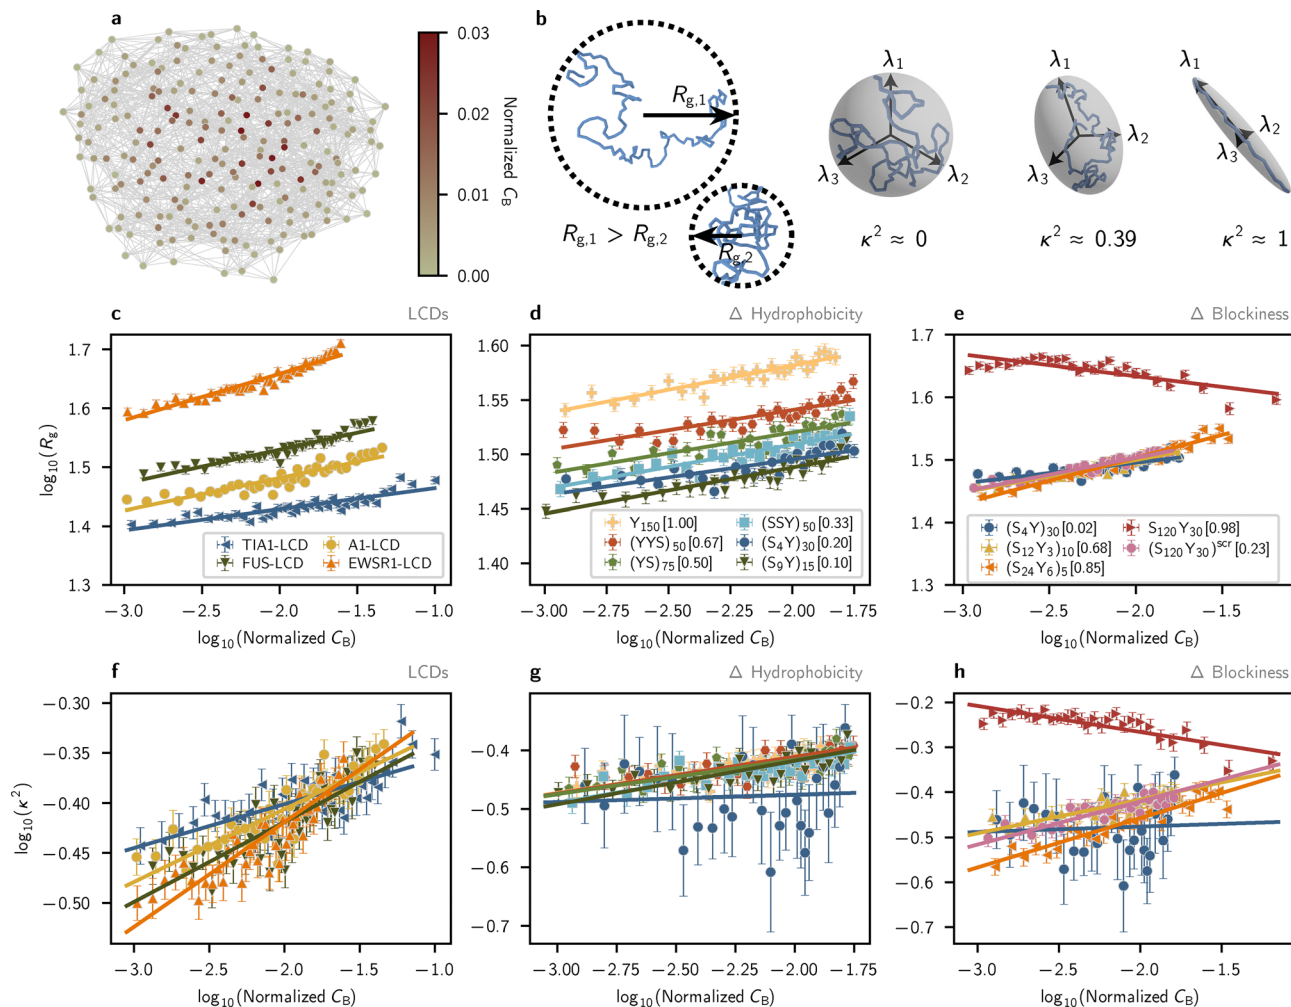 a
0.03
0.02
0.01
0.00
Normalized C_B
b
R_g,1
R_g,1 > R_g,2
R_g,2
λ1
λ2
λ3
κ² ≈ 0
λ1
λ2
λ3
κ² ≈ 0.39
λ1
λ2
λ3
κ² ≈ 1
c
LCDs
log10(R_g)
1.7
1.6
1.5
1.4
1.3
TIA1-LCD
FUS-LCD
A1-LCD
EWSR1-LCD
−3.0 −2.5 −2.0 −1.5 −1.0
log10(Normalized C_B)
d
Δ Hydrophobicity
1.60
1.55
1.50
1.45
1.40
Y150[1.00]
(YYS)50[0.67]
(YS)75[0.50]
(SSY)50[0.33]
(S4Y)30[0.20]
(S9Y)15[0.10]
−3.00 −2.75 −2.50 −2.25 −2.00 −1.75
log10(Normalized C_B)
e
Δ Blockiness
1.7
1.6
1.5
1.4
1.3
(S4Y)30[0.02]
(S12Y3)10[0.68]
(S24Y6)5[0.85]
S120Y30[0.98]
(S120Y30)^scr[0.23]
−3.0 −2.5 −2.0 −1.5
log10(Normalized C_B)
f
LCDs
log10(κ²)
−0.30
−0.35
−0.40
−0.45
−0.50
−3.0 −2.5 −2.0 −1.5 −1.0
log10(Normalized C_B)
g
Δ Hydrophobicity
−0.4
−0.5
−0.6
−0.7
−3.00 −2.75 −2.50 −2.25 −2.00 −1.75
log10(Normalized C_B)
h
Δ Blockiness
−0.2
−0.3
−0.4
−0.5
−0.6
−0.7
−3.0 −2.5 −2.0 −1.5
log10(Normalized C_B)